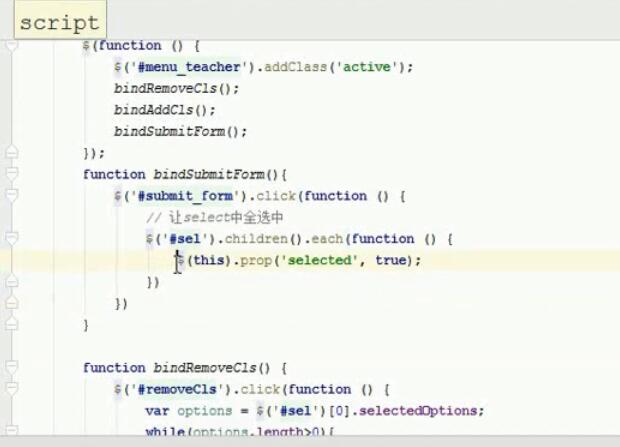 script
$(function () {
$('#menu_teacher').addClass('active');
bindRemoveCls();
bindAddCls();
bindSubmitForm();
});
function bindSubmitForm(){
$('#submit_form').click(function () {
// 让select中全选中
$('#sel').children().each(function () {
$(this).prop('selected', true);
})
})
}
function bindRemoveCls() {
$('#removeCls').click(function () {
var options = $('#sel')[0].selectedOptions;
while(options.length>0){